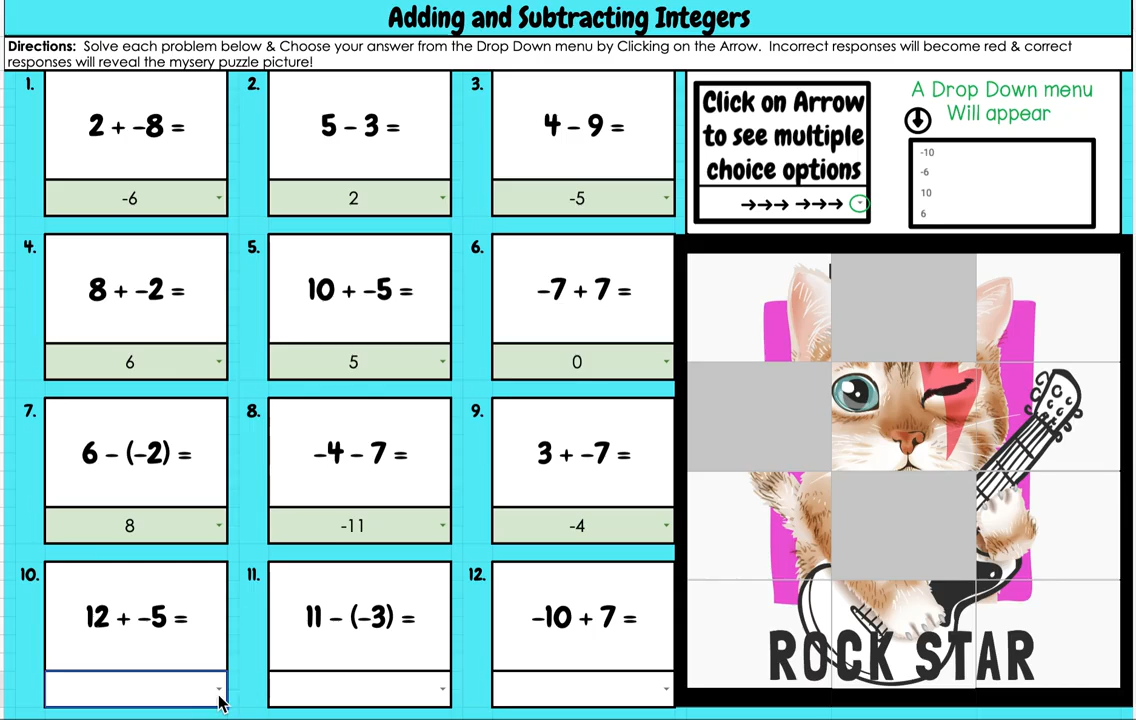 Adding and Subtracting Integers
Directions: Solve each problem below & Choose your answer from the Drop Down menu by Clicking on the Arrow. Incorrect responses will become red & correct
responses will reveal the mysery puzzle picture!
1.
2 + -8 =
-6
2.
5 - 3 =
2
3.
4 - 9 =
-5
Click on Arrow
to see multiple
choice options
→→→ →→→
A Drop Down menu
Will appear
-10
-6
10
6
4.
8 + -2 =
6
5.
10 + -5 =
5
6.
-7 + 7 =
0
7.
6 - (-2) =
8
8.
-4 - 7 =
-11
9.
3 + -7 =
-4
10.
12 + -5 =
11.
11 - (-3) =
12.
-10 + 7 =
ROCK STAR